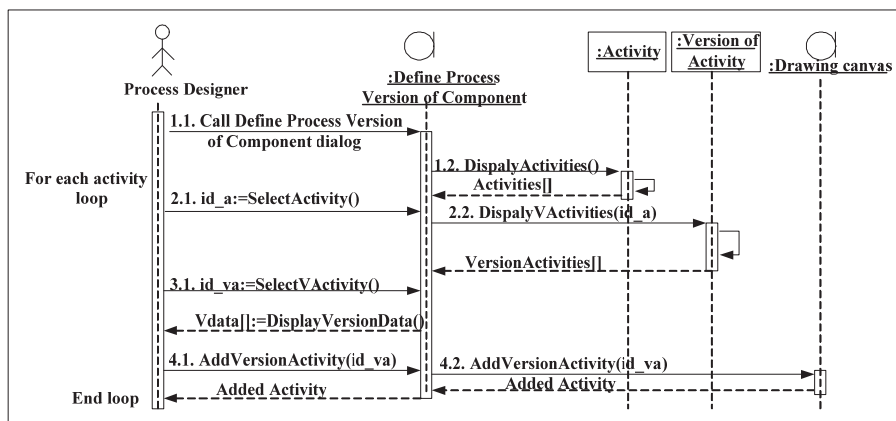 Process Designer
:Define Process
Version of Component
:Activity
:Version of
Activity
:Drawing canvas
1.1. Call Define Process Version
of Component dialog
1.2. DispalyActivities()
Activities[]
For each activity
loop
2.1. id_a:=SelectActivity()
2.2. DispalyVActivities(id_a)
VersionActivities[]
3.1. id_va:=SelectVActivity()
Vdata[]:=DisplayVersionData()
4.1. AddVersionActivity(id_va)
4.2. AddVersionActivity(id_va)
Added Activity
Added Activity
End loop